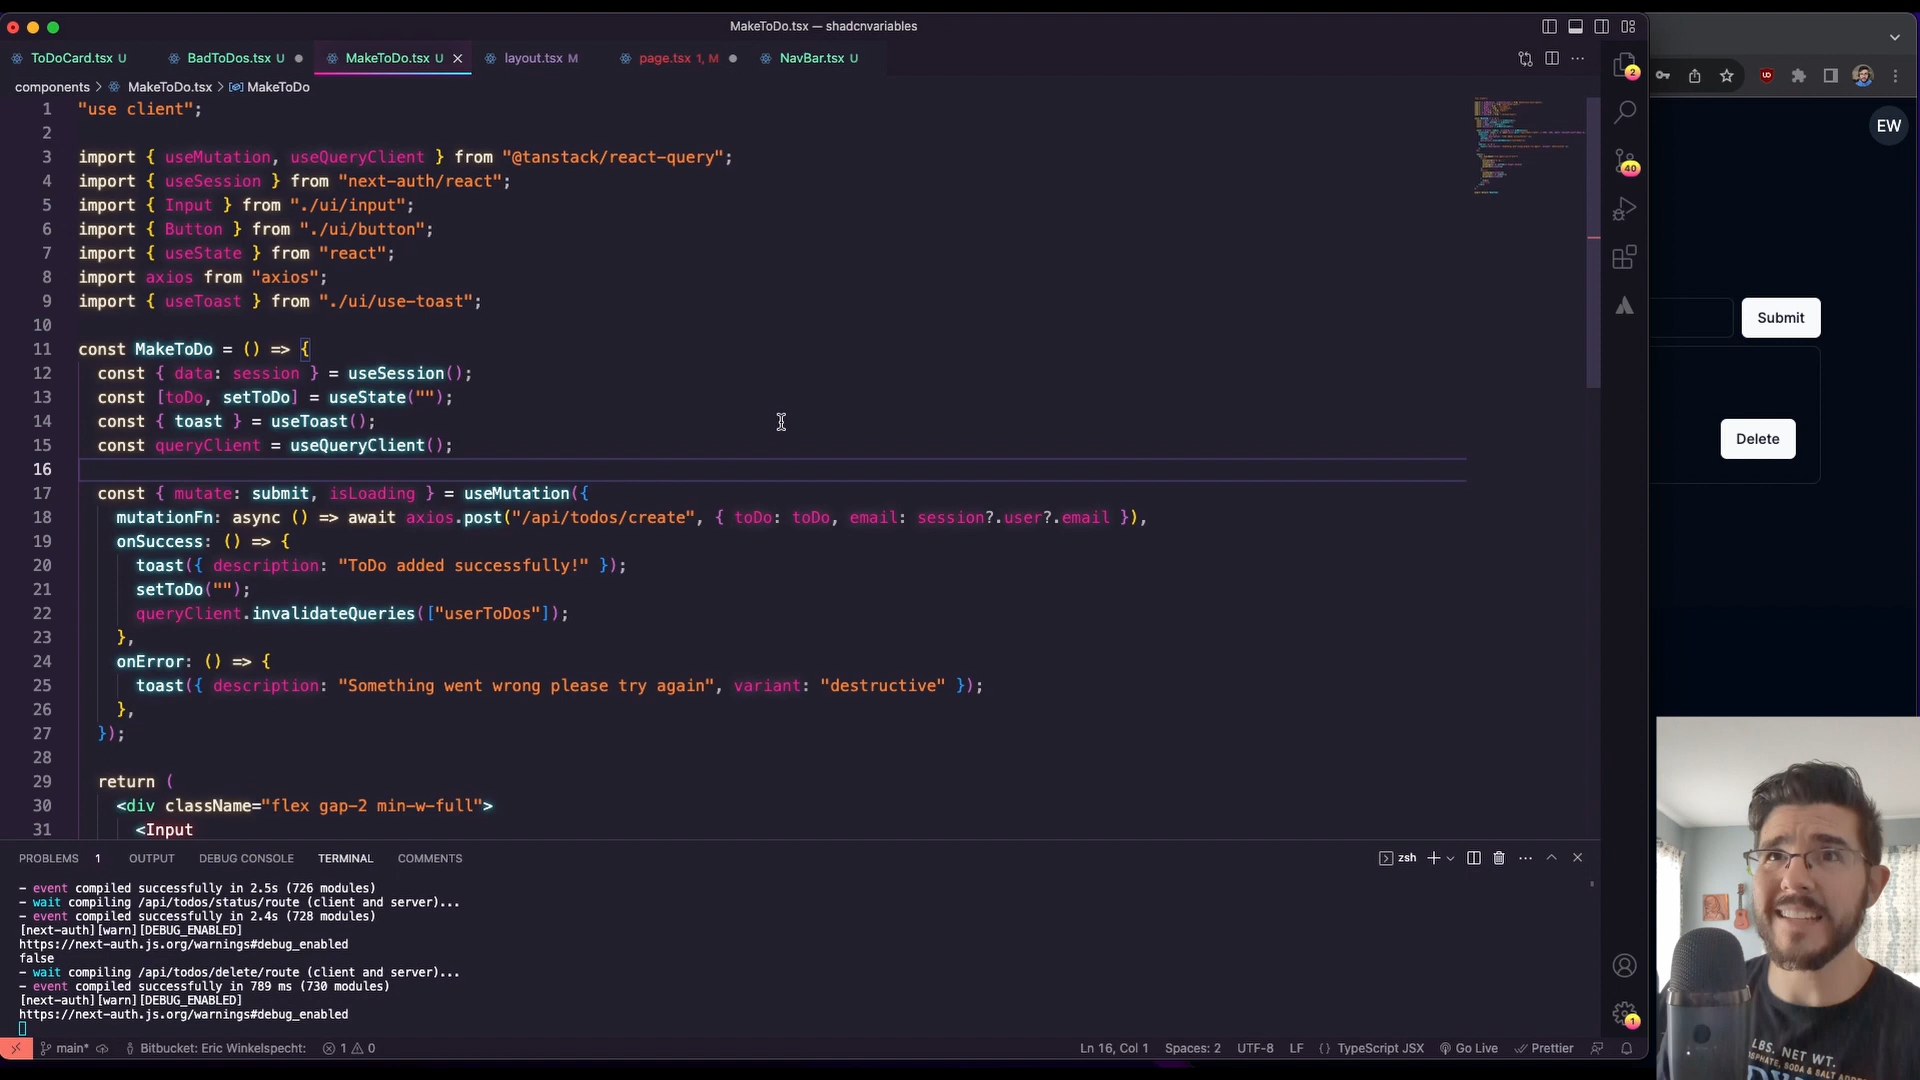 MakeToDo.tsx — shadcnvariables
ToDoCard.tsx U
BadToDos.tsx U
MakeToDo.tsx U
layout.tsx M
page.tsx 1, M
NavBar.tsx U
components > MakeToDo.tsx > MakeToDo
1 "use client";
2
3 import { useMutation, useQueryClient } from "@tanstack/react-query";
4 import { useSession } from "next-auth/react";
5 import { Input } from "./ui/input";
6 import { Button } from "./ui/button";
7 import { useState } from "react";
8 import axios from "axios";
9 import { useToast } from "./ui/use-toast";
10
11 const MakeToDo = () => {
12 const { data: session } = useSession();
13 const [toDo, setToDo] = useState("");
14 const { toast } = useToast();
15 const queryClient = useQueryClient();
16
17 const { mutate: submit, isLoading } = useMutation({
18 mutationFn: async () => await axios.post("/api/todos/create", { toDo: toDo, email: session?.user?.email }),
19 onSuccess: () => {
20 toast({ description: "ToDo added successfully!" });
21 setToDo("");
22 queryClient.invalidateQueries(["userToDos"]);
23 },
24 onError: () => {
25 toast({ description: "Something went wrong please try again", variant: "destructive" });
26 },
27 });
28
29 return (
30 <div className="flex gap-2 min-w-full">
31 <Input
PROBLEMS 1 OUTPUT DEBUG CONSOLE TERMINAL COMMENTS
zsh
- event compiled successfully in 2.5s (726 modules)
- wait compiling /api/todos/status/route (client and server)...
- event compiled successfully in 2.4s (728 modules)
[next-auth][warn][DEBUG_ENABLED]
https://next-auth.js.org/warnings#debug_enabled
false
- wait compiling /api/todos/delete/route (client and server)...
- event compiled successfully in 789 ms (730 modules)
[next-auth][warn][DEBUG_ENABLED]
https://next-auth.js.org/warnings#debug_enabled
main* Bitbucket: Eric Winkelspecht: 1 0
Ln 16, Col 1 Spaces: 2 UTF-8 LF {} TypeScript JSX Go Live Prettier
2
40
1
EW
Submit
Delete
LBS. NET WT.
PHATE, SODA & SALT